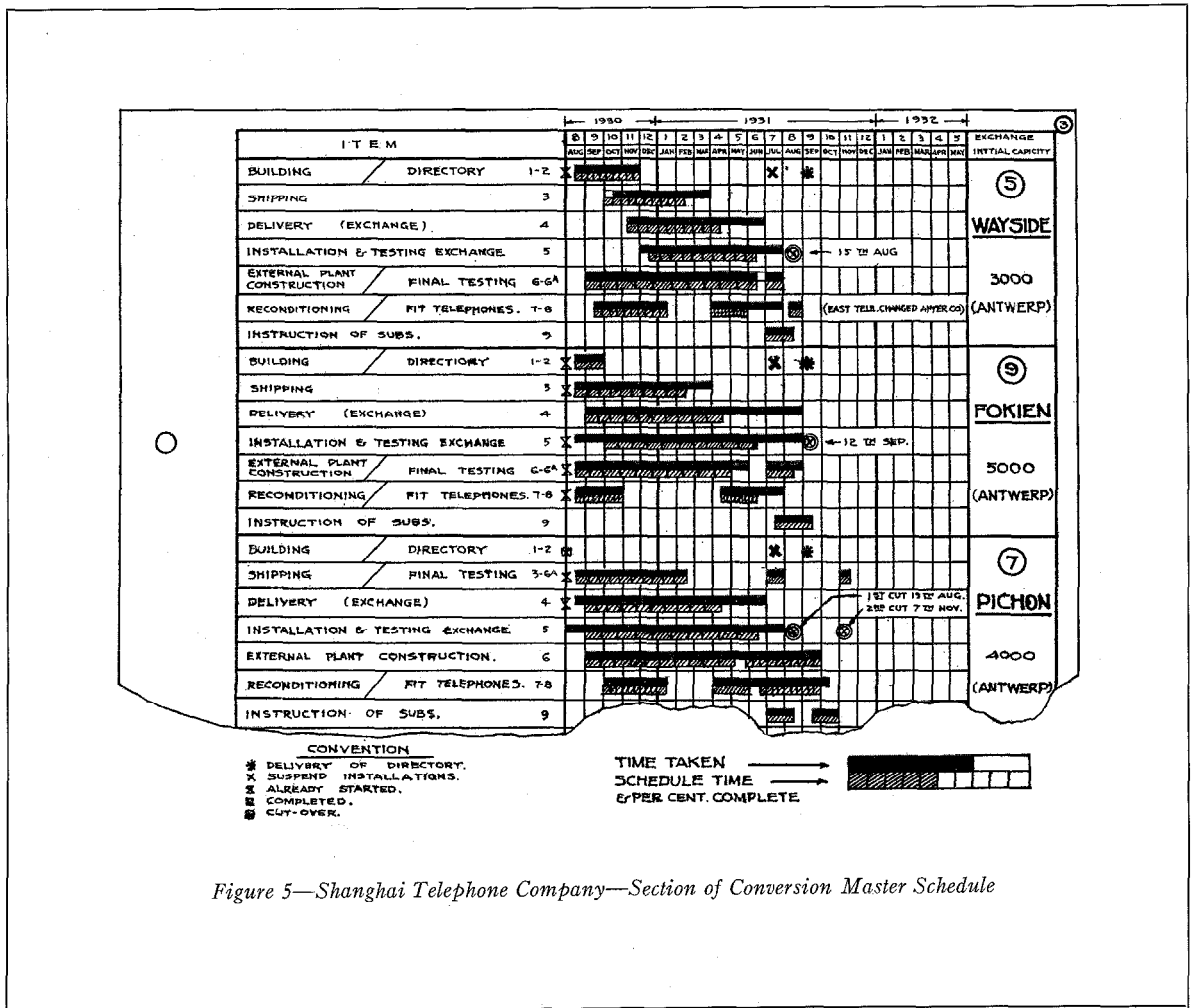 1930 1931 1932 3
ITEM 8 9 10 11 12 1 2 3 4 5 6 7 8 9 10 11 12 1 2 3 4 5 EXCHANGE
AUG SEP OCT NOV DEC JAN FEB MAR APR MAY JUN JUL AUG SEP OCT NOV DEC JAN FEB MAR APR MAY INITIAL CAPACITY
BUILDING / DIRECTORY 1-2
SHIPPING 3
DELIVERY (EXCHANGE) 4
INSTALLATION & TESTING EXCHANGE 5 15 TH AUG
EXTERNAL PLANT
CONSTRUCTION / FINAL TESTING 6-6A
RECONDITIONING / FIT TELEPHONES. 7-8 (EAST TELB. CHANGED AFTER CO)
INSTRUCTION OF SUBS. 9
5
WAYSIDE
3000
(ANTWERP)
BUILDING / DIRECTIORY 1-2
SHIPPING 3
DELIVERY (EXCHANGE) 4
INSTALLATION & TESTING EXCHANGE 5 12 TH SEP.
EXTERNAL PLANT
CONSTRUCTION / FINAL TESTING 6-6A
RECONDITIONING / FIT TELEPHONES. 7-8
INSTRUCTION OF SUBS. 9
9
FOKIEN
5000
(ANTWERP)
BUILDING / DIRECTORY 1-2
SHIPPING / FINAL TESTING 3-6A
DELIVERY (EXCHANGE) 4
1ST CUT 15TH AUG.
2ND CUT 7TH NOV.
INSTALLATION & TESTING EXCHANGE 5
EXTERNAL PLANT CONSTRUCTION. 6
RECONDITIONING / FIT TELEPHONES. 7-8
INSTRUCTION OF SUBS. 9
7
PICHON
4000
(ANTWERP)
CONVENTION
DELIVERY OF DIRECTORY.
SUSPEND INSTALLATIONS.
ALREADY STARTED.
COMPLETED.
CUT-OVER.
TIME TAKEN
SCHEDULE TIME
& PER CENT. COMPLETE
Figure 5—Shanghai Telephone Company—Section of Conversion Master Schedule